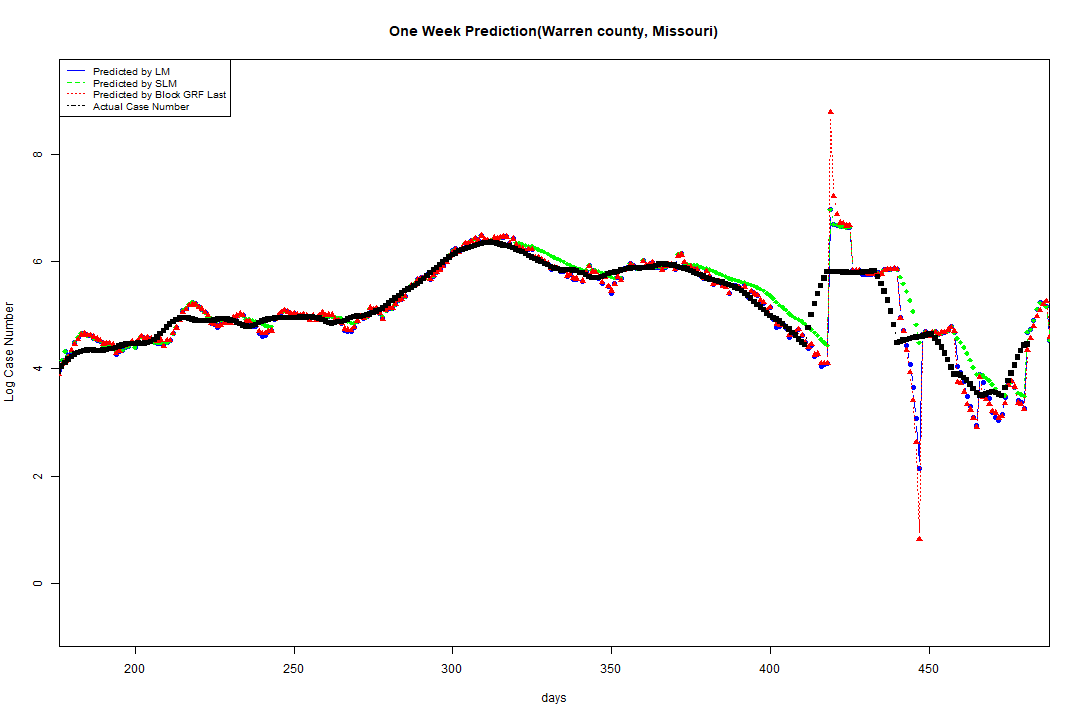 One Week Prediction(Warren county, Missouri)
Predicted by LM
Predicted by SLM
Predicted by Block GRF Last
Actual Case Number
Log Case Number
8
6
4
2
0
200 250 300 350 400 450
days